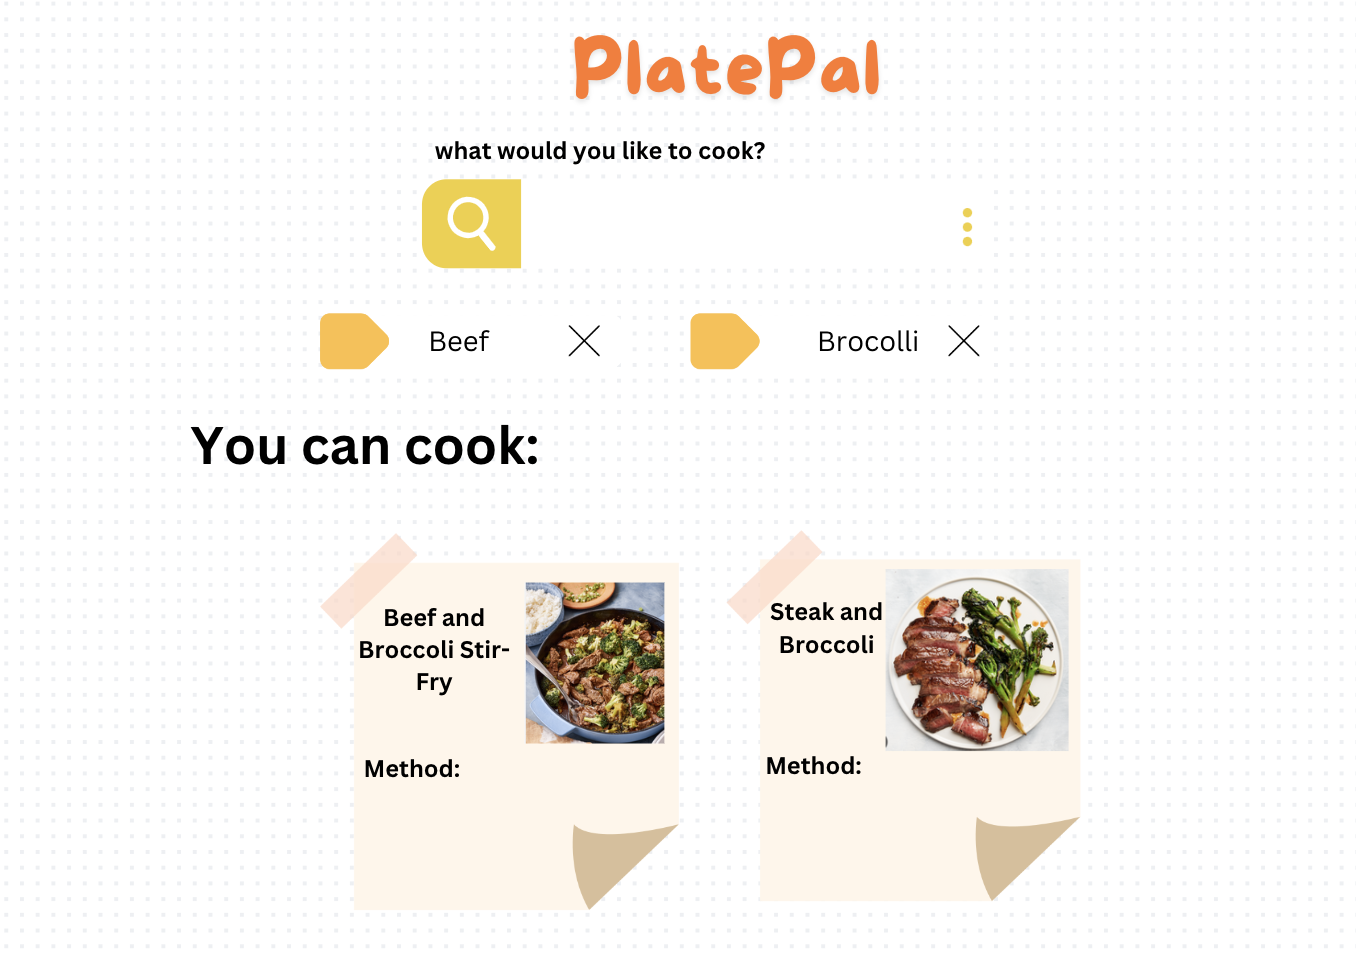 PlatePal
what would you like to cook?
Beef
Brocolli
You can cook:
Beef and
Broccoli Stir-
Fry
Method:
Steak and
Broccoli
Method: